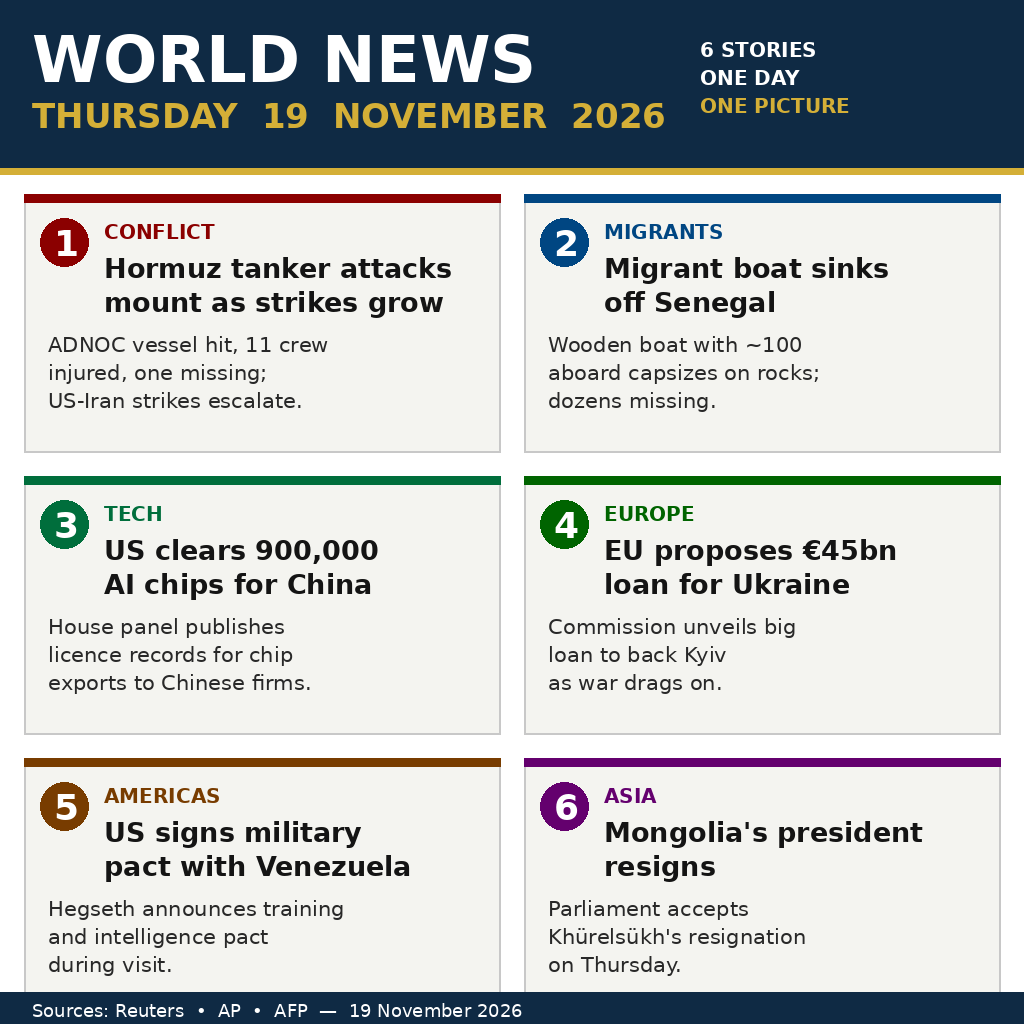 WORLD NEWS
THURSDAY 19 NOVEMBER 2026
6 STORIES
ONE DAY
ONE PICTURE
1
CONFLICT
Hormuz tanker attacks
mount as strikes grow
ADNOC vessel hit, 11 crew
injured, one missing;
US-Iran strikes escalate.
2
MIGRANTS
Migrant boat sinks
off Senegal
Wooden boat with ~100
aboard capsizes on rocks;
dozens missing.
3
TECH
US clears 900,000
AI chips for China
House panel publishes
licence records for chip
exports to Chinese firms.
4
EUROPE
EU proposes €45bn
loan for Ukraine
Commission unveils big
loan to back Kyiv
as war drags on.
5
AMERICAS
US signs military
pact with Venezuela
Hegseth announces training
and intelligence pact
during visit.
6
ASIA
Mongolia's president
resigns
Parliament accepts
Khürelsükh's resignation
on Thursday.
Sources: Reuters • AP • AFP — 19 November 2026